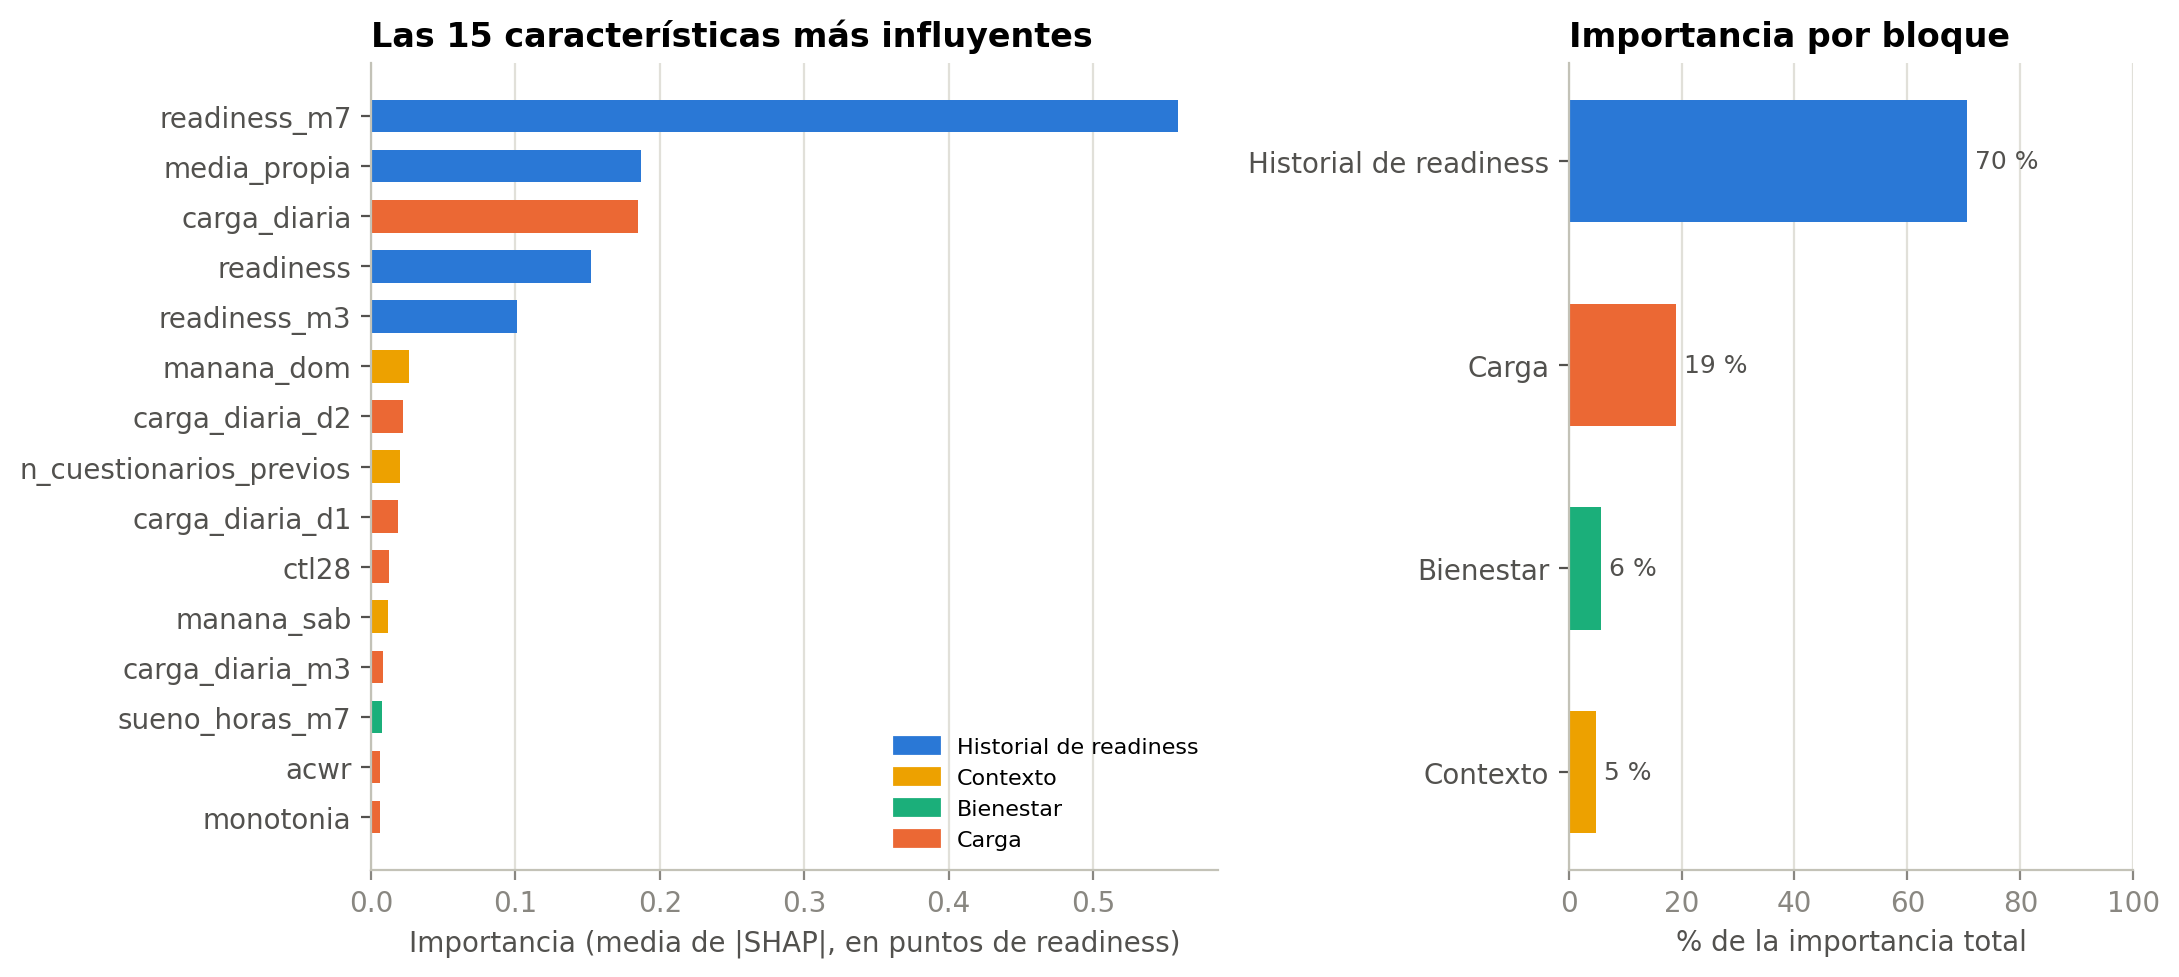 Las 15 características más influyentes
readiness_m7
media_propia
carga_diaria
readiness
readiness_m3
manana_dom
carga_diaria_d2
n_cuestionarios_previos
carga_diaria_d1
ctl28
manana_sab
carga_diaria_m3
sueno_horas_m7
acwr
monotonia
Historial de readiness
Contexto
Bienestar
Carga
0.0 0.1 0.2 0.3 0.4 0.5
Importancia (media de |SHAP|, en puntos de readiness)
Importancia por bloque
Historial de readiness 70 %
Carga 19 %
Bienestar 6 %
Contexto 5 %
0 20 40 60 80 100
% de la importancia total